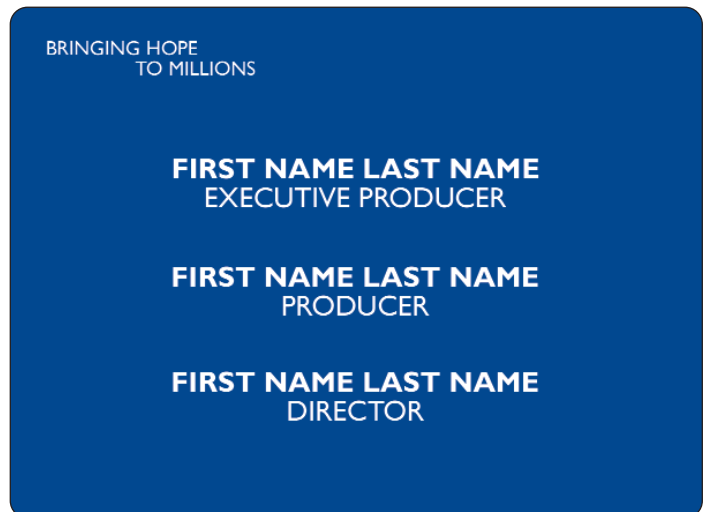 BRINGING HOPE
TO MILLIONS
FIRST NAME LAST NAME
EXECUTIVE PRODUCER
FIRST NAME LAST NAME
PRODUCER
FIRST NAME LAST NAME
DIRECTOR